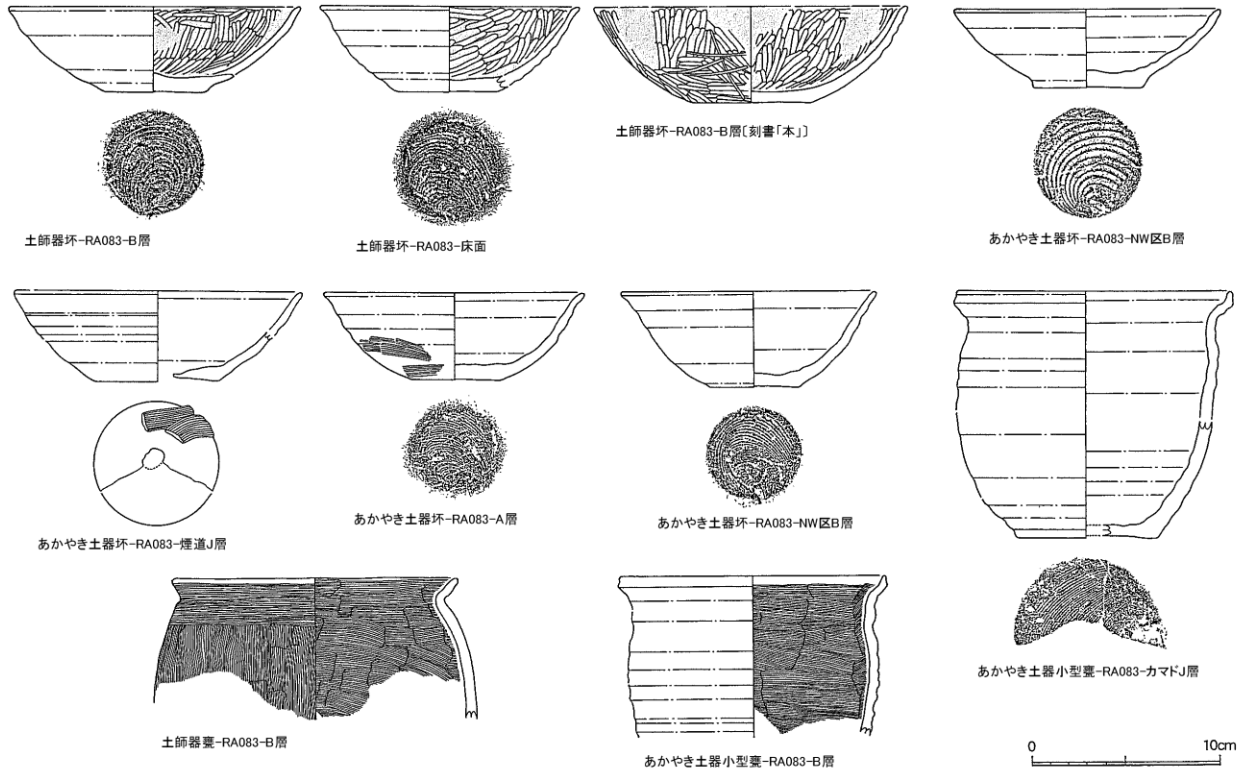 土師器坏-RA083-B層
土師器坏-RA083-床面
土師器坏-RA083-B層〔刻書「本」〕
あかやき土器坏-RA083-NW区B層
あかやき土器坏-RA083-煙道J層
あかやき土器坏-RA083-A層
あかやき土器坏-RA083-NW区B層
あかやき土器小型甕-RA083-カマドJ層
土師器甕-RA083-B層
あかやき土器小型甕-RA083-B層
0 10cm